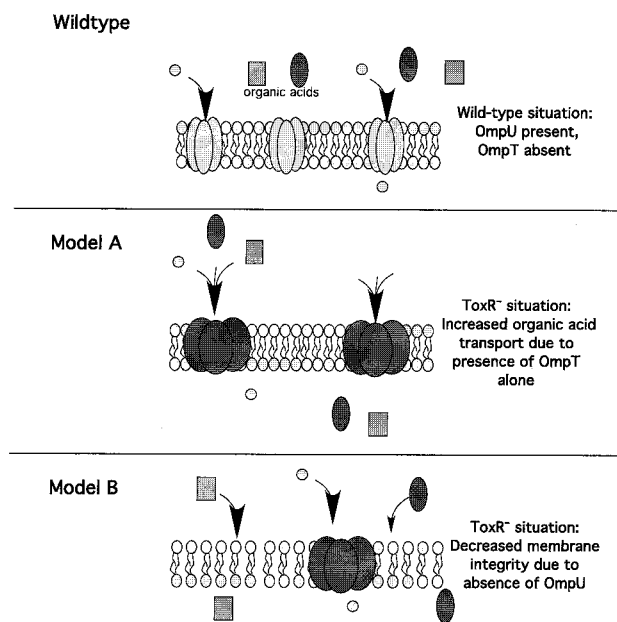 Wildtype
organic acids
Wild-type situation:
OmpU present,
OmpT absent
Model A
ToxR⁻ situation:
Increased organic acid
transport due to
presence of OmpT
alone
Model B
ToxR⁻ situation:
Decreased membrane
integrity due to
absence of OmpU